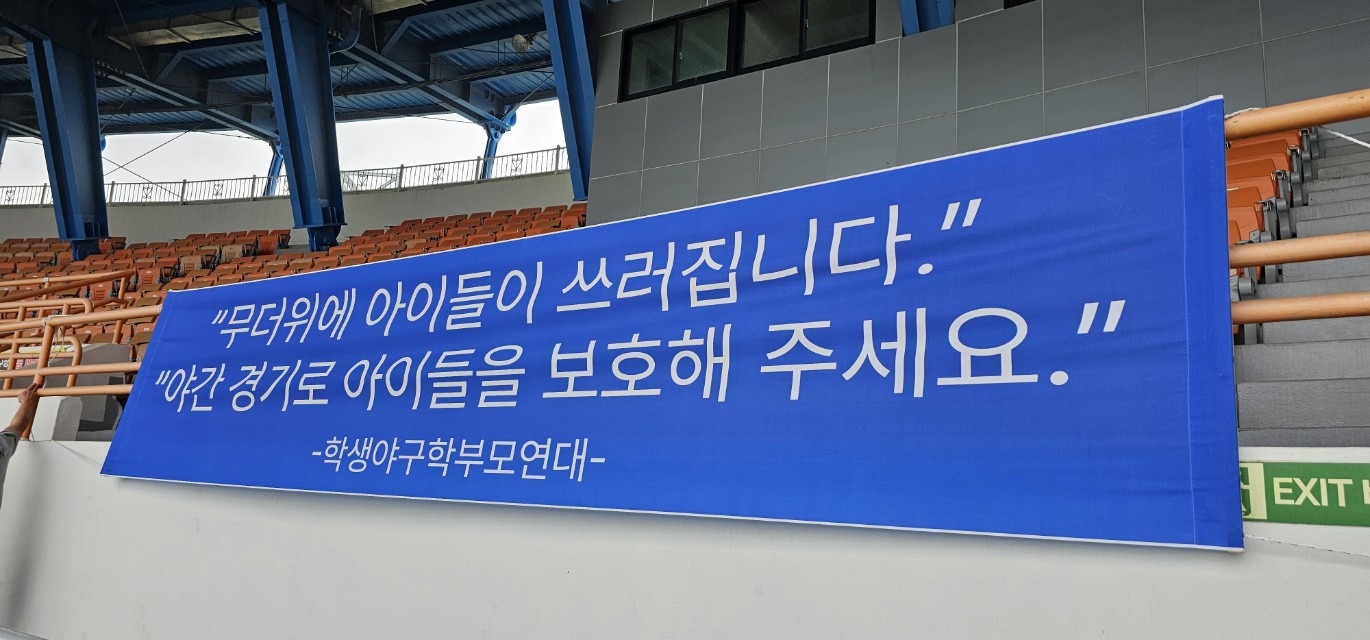 "무더위에 아이들이 쓰러집니다."
"야간 경기로 아이들을 보호해 주세요."
-학생야구학부모연대-
EXIT